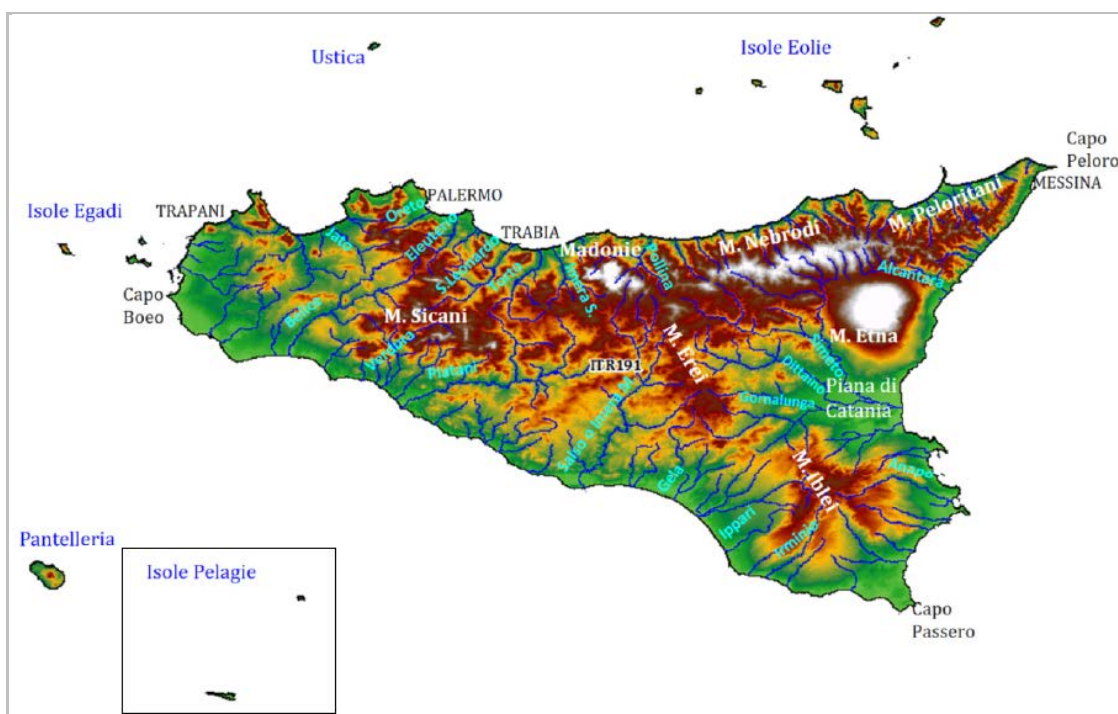 Ustica
Isole Eolie
Capo
Peloro
MESSINA
M. Peloritani
M. Nebrodi
PALERMO
Oreto
Isole Egadi
TRAPANI
Jato
Eleuterio
TRABIA
S.Leonardo
Torto
Madonie
Imera S.
Pollina
Alcantara
Capo
Boeo
Belice
M. Sicani
Verdura
Platani
M. Erei
M. Etna
ITR191
Simeto
Dittaino
Piana di
Catania
Gornalunga
Salso o Imera M.
Gela
M. Iblei
Anapo
Ippari
Irminio
Pantelleria
Isole Pelagie
Capo
Passero